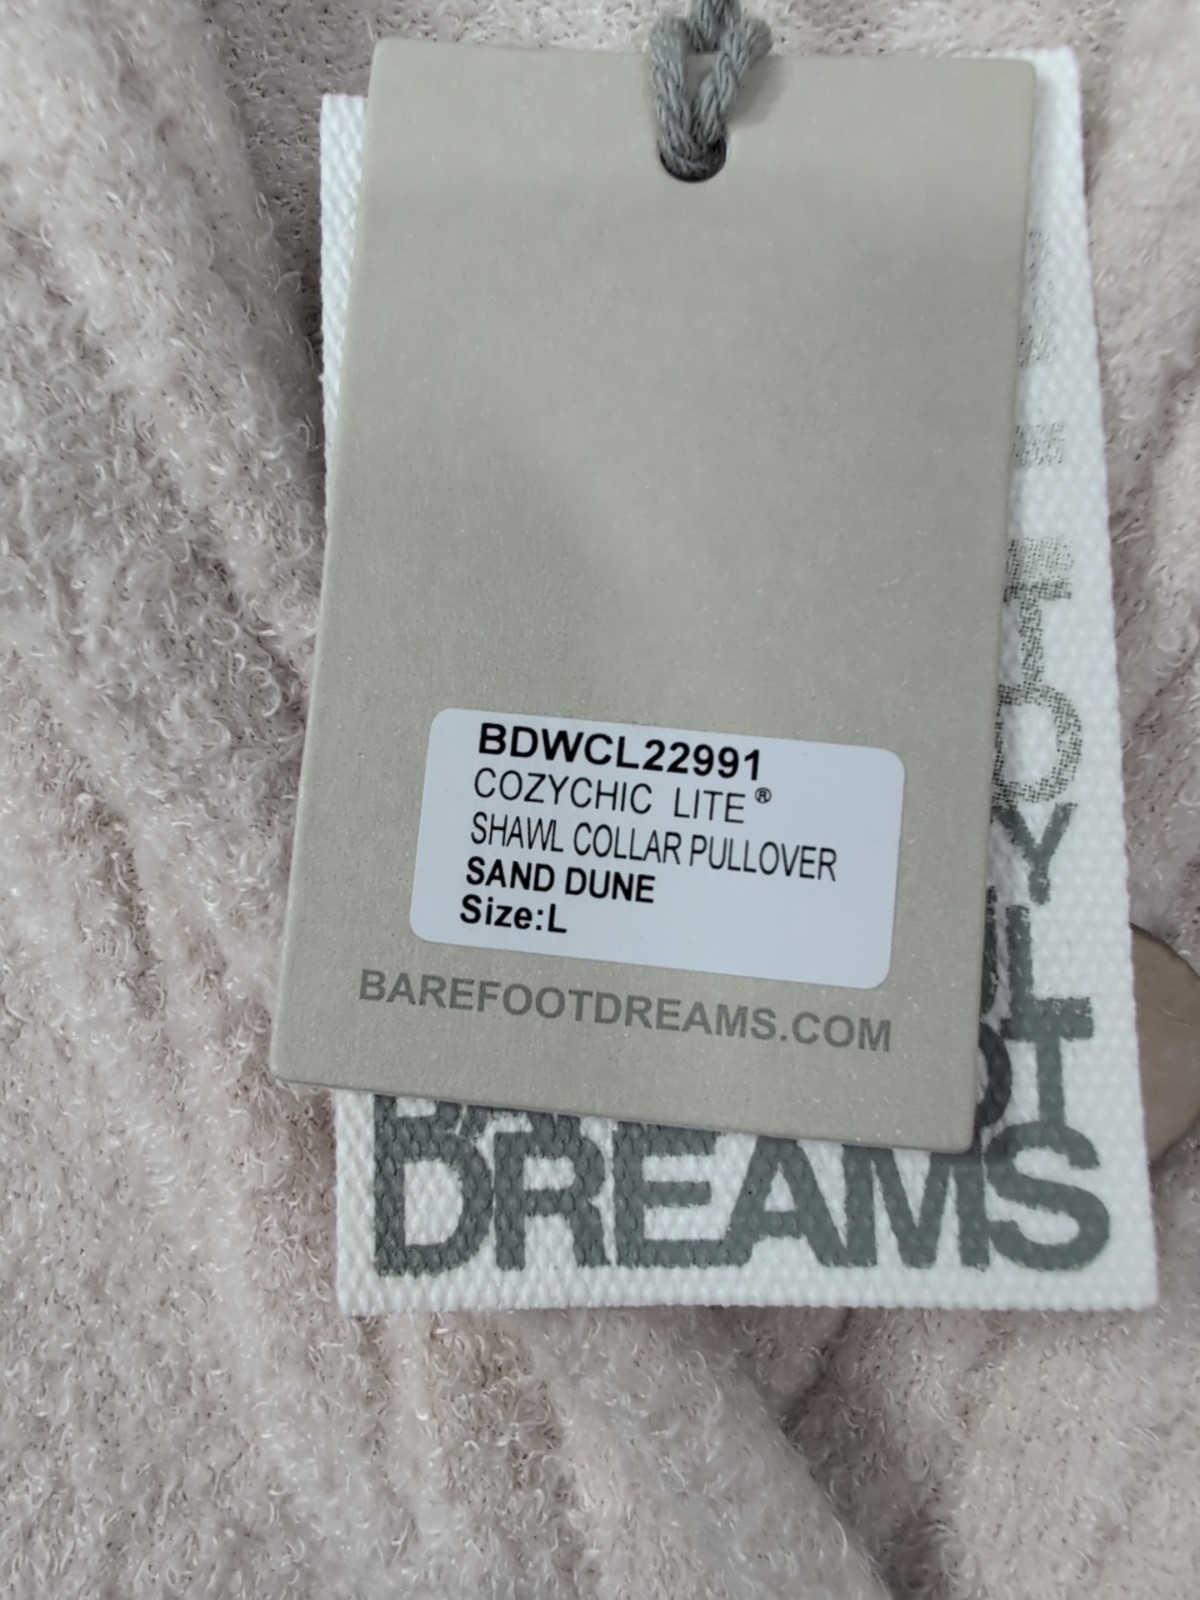 BDWCL22991
COZYCHIC LITE®
SHAWL COLLAR PULLOVER
SAND DUNE
Size:L
BAREFOOTDREAMS.COM
DREAMS